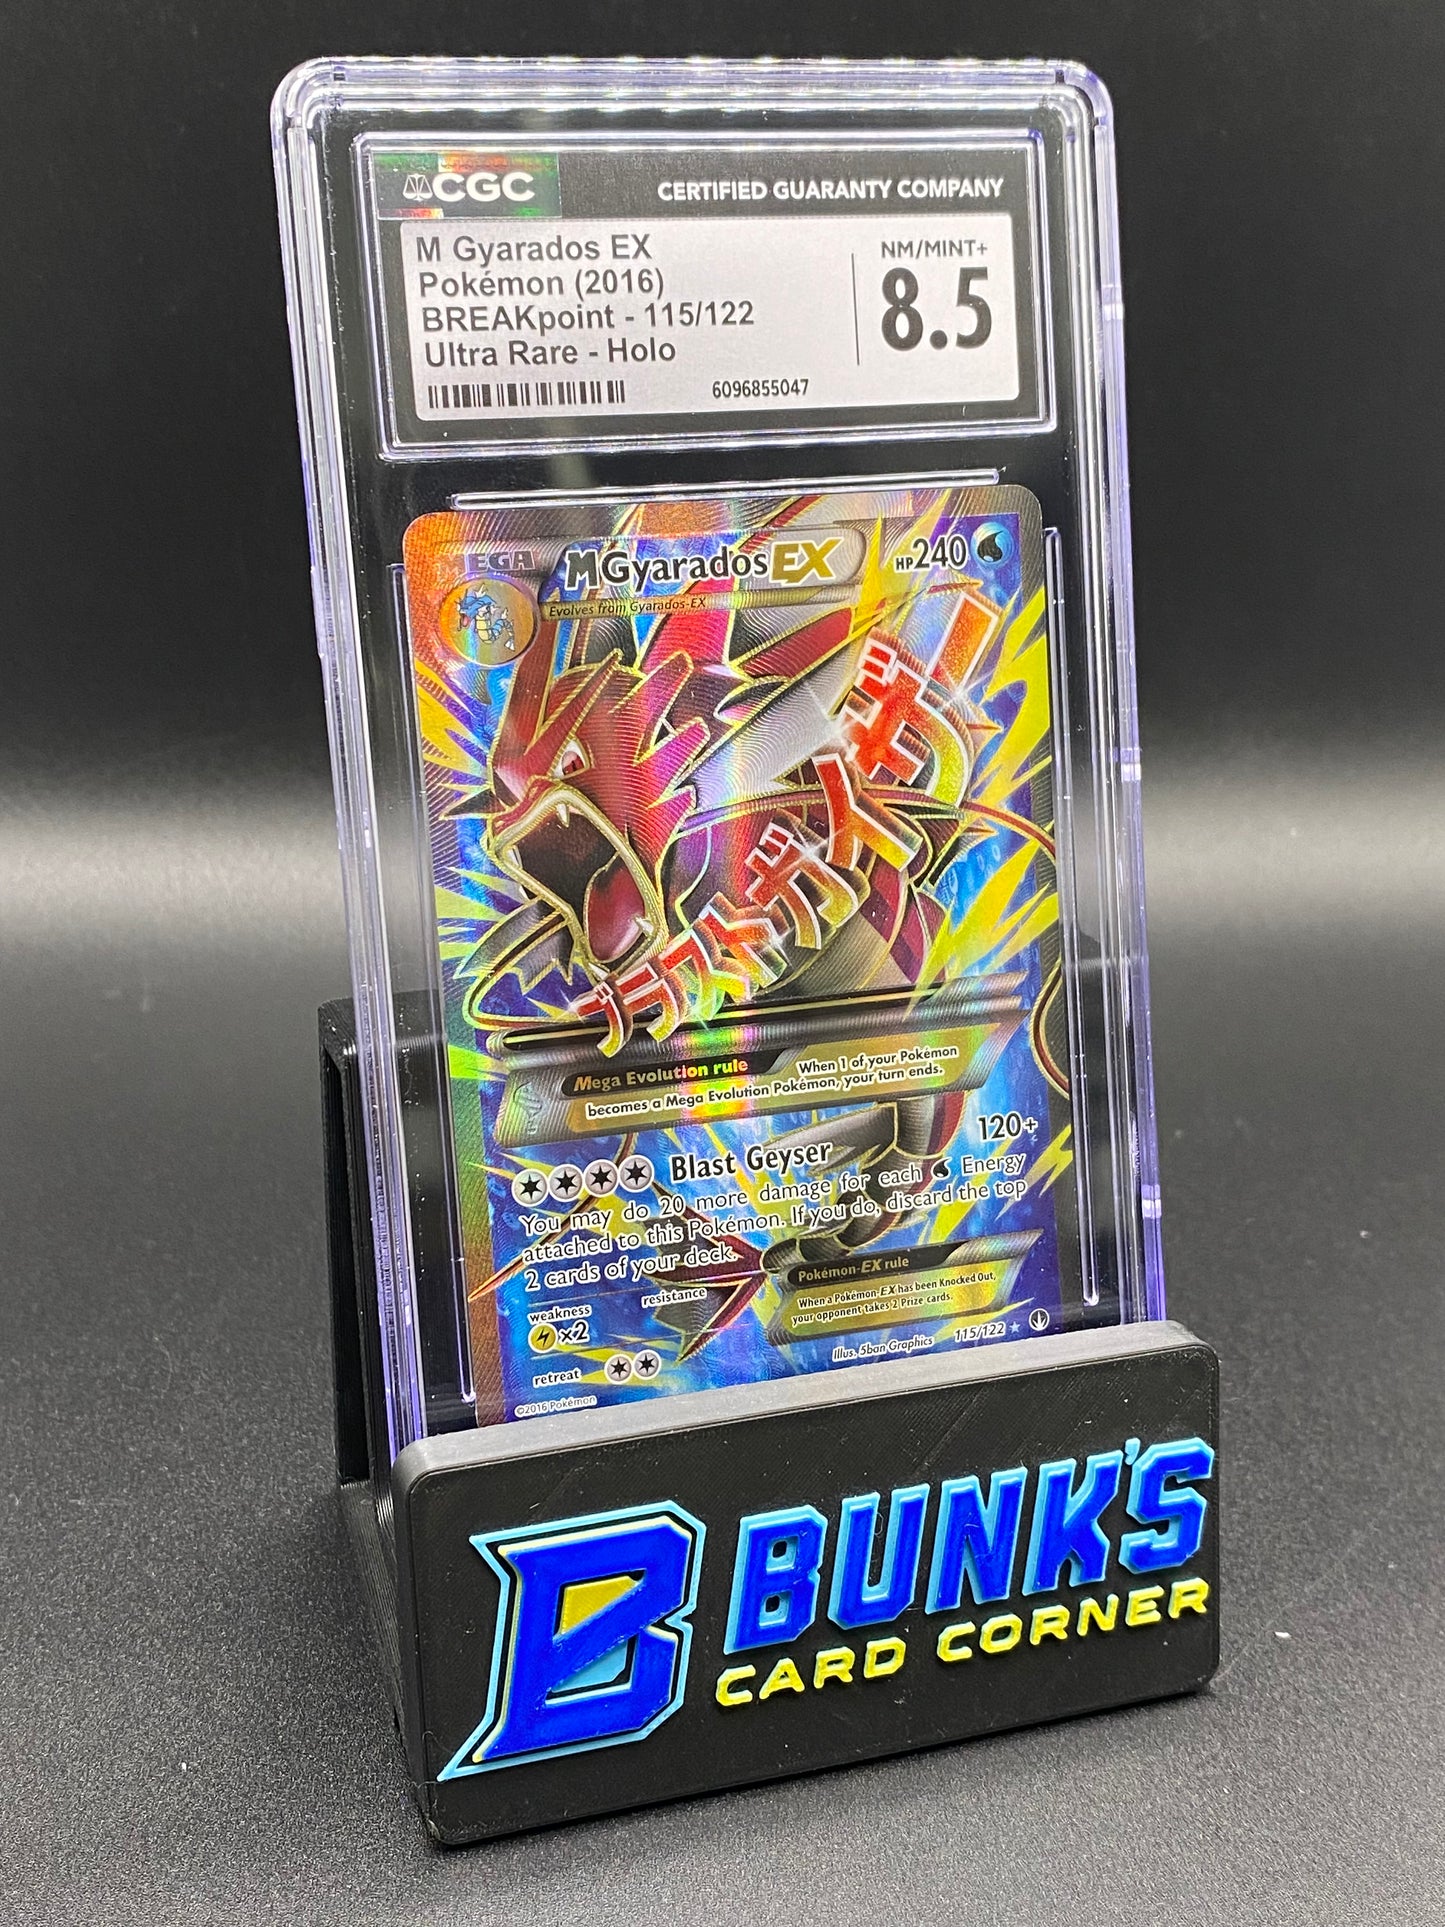 CGC
CERTIFIED GUARANTY COMPANY
M Gyarados EX
Pokémon (2016)
BREAKpoint - 115/122
Ultra Rare - Holo
NM/MINT+
8.5
6096855047
MEGA
M Gyarados EX
HP240
Evolves from Gyarados-EX
ブラストガイザー
Mega Evolution rule
When 1 of your Pokémon
becomes a Mega Evolution Pokémon, your turn ends.
Blast Geyser 120+
You may do 20 more damage for each Energy
attached to this Pokémon. If you do, discard the top
2 cards of your deck.
weakness
×2
resistance
retreat
Pokémon-EX rule
When a Pokémon-EX has been Knocked Out,
your opponent takes 2 Prize cards.
Illus. 5ban Graphics 115/122 ★
©2016 Pokémon
B
BUNK'S
CARD CORNER